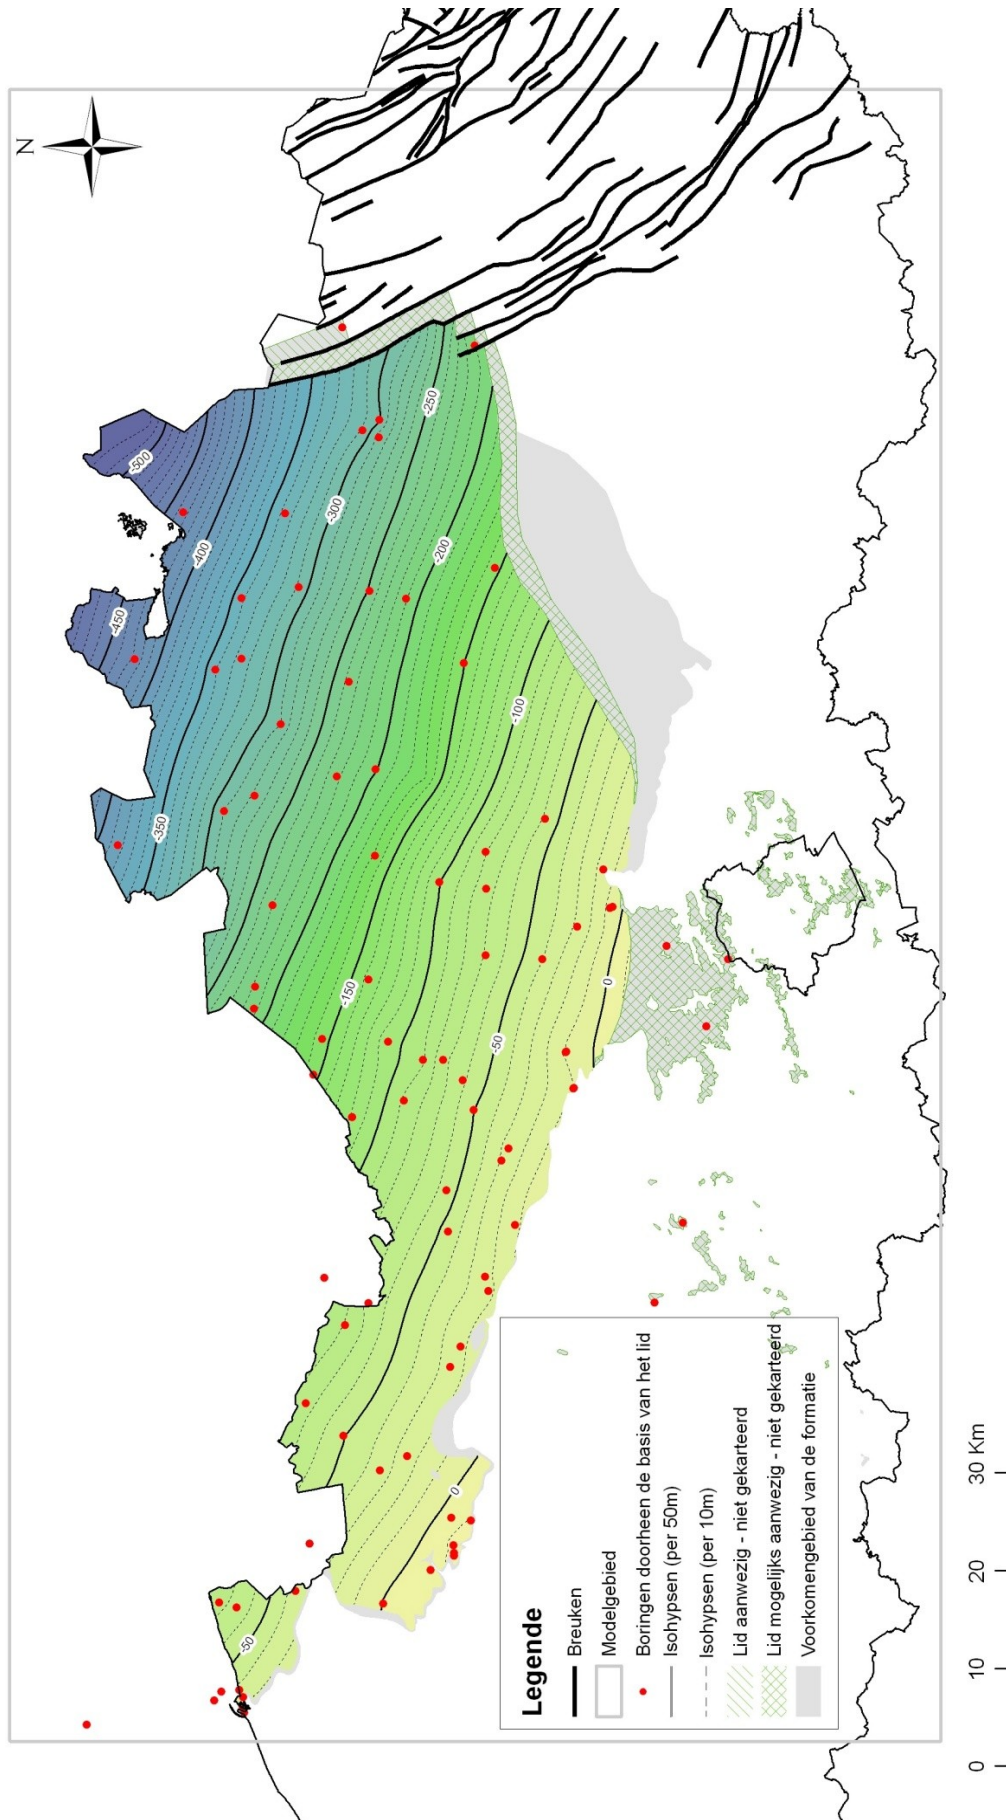 N
-500
-450
-400
-350
-300
-250
-200
-150
-100
-50
0
-50
0
Legende
Breuken
Modelgebied
Boringen doorheen de basis van het lid
Isohypsen (per 50m)
Isohypsen (per 10m)
Lid aanwezig - niet gekarteerd
Lid mogelijks aanwezig - niet gekarteerd
Voorkomengebied van de formatie
0 10 20 30 Km